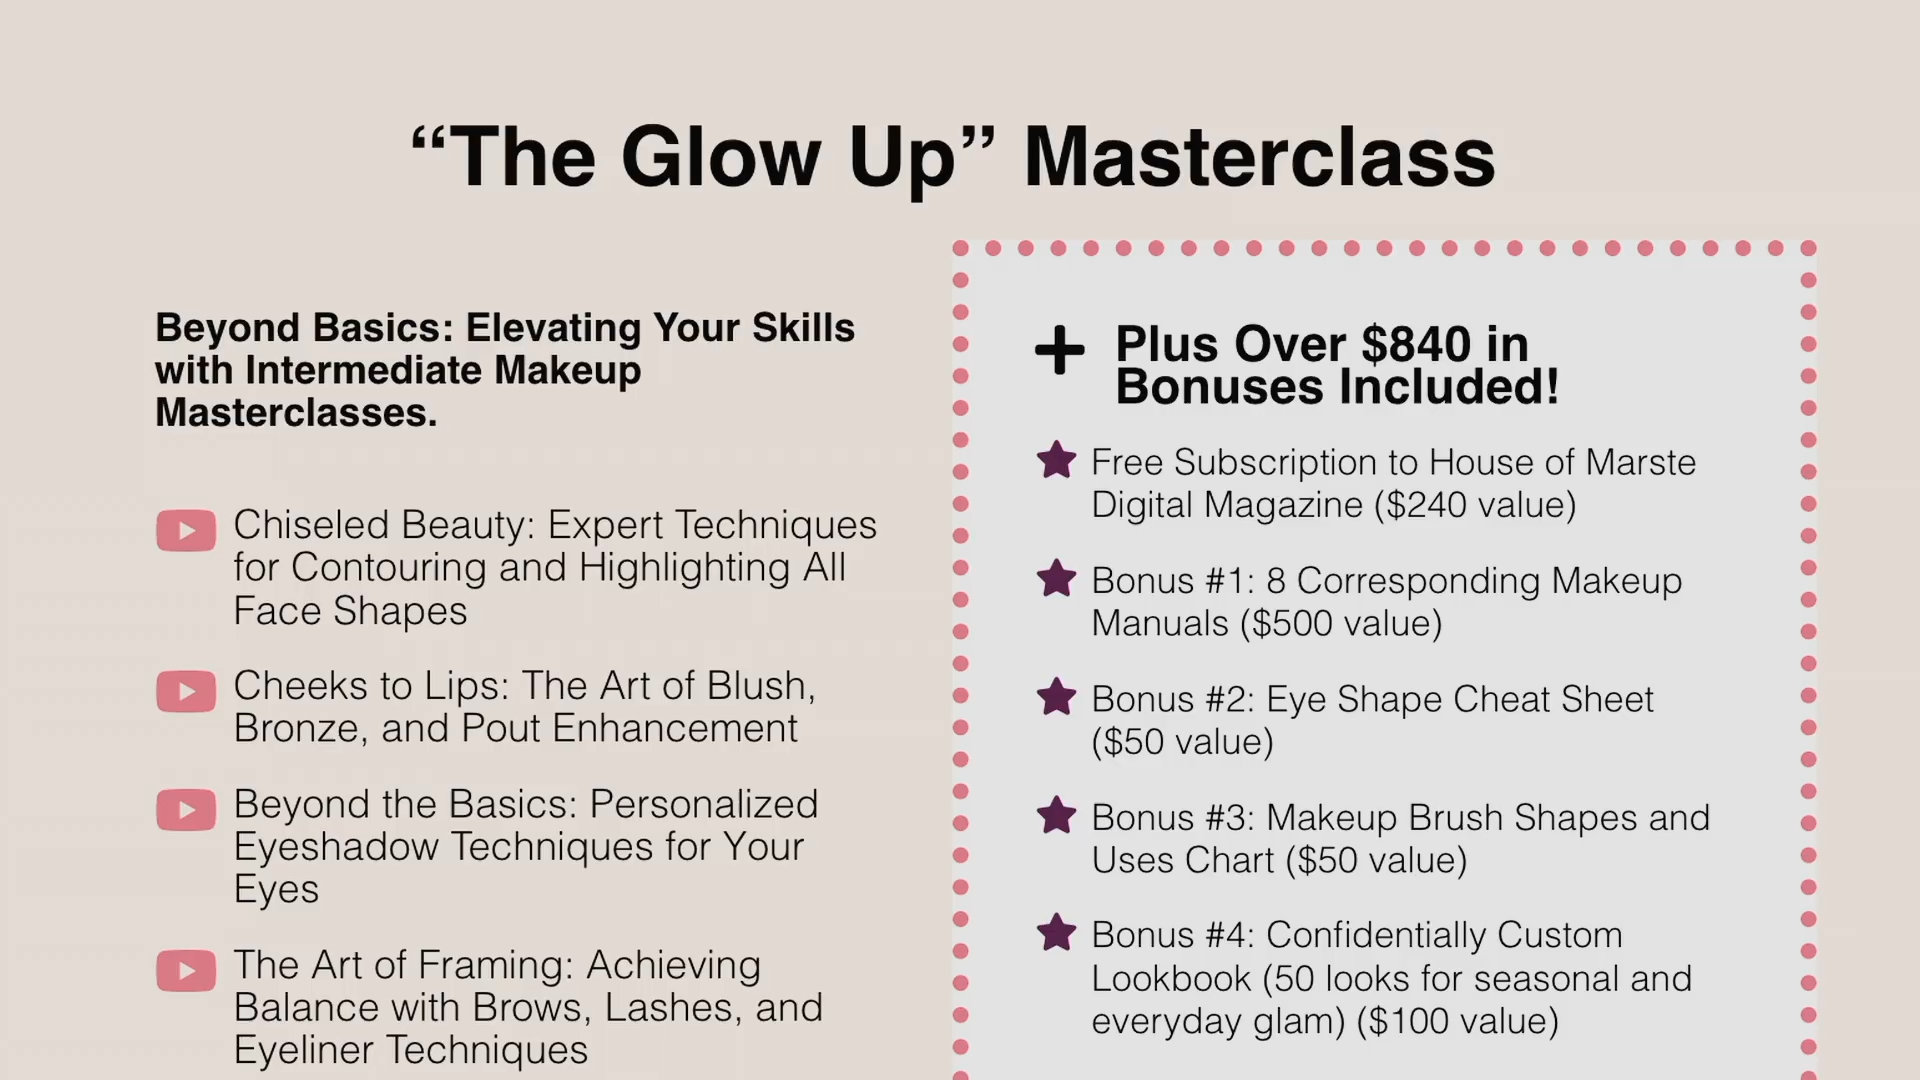 “The Glow Up” Masterclass
Beyond Basics: Elevating Your Skills
with Intermediate Makeup
Masterclasses.
Chiseled Beauty: Expert Techniques
for Contouring and Highlighting All
Face Shapes
Cheeks to Lips: The Art of Blush,
Bronze, and Pout Enhancement
Beyond the Basics: Personalized
Eyeshadow Techniques for Your
Eyes
The Art of Framing: Achieving
Balance with Brows, Lashes, and
Eyeliner Techniques
Plus Over $840 in
Bonuses Included!
Free Subscription to House of Marste
Digital Magazine ($240 value)
Bonus #1: 8 Corresponding Makeup
Manuals ($500 value)
Bonus #2: Eye Shape Cheat Sheet
($50 value)
Bonus #3: Makeup Brush Shapes and
Uses Chart ($50 value)
Bonus #4: Confidentially Custom
Lookbook (50 looks for seasonal and
everyday glam) ($100 value)